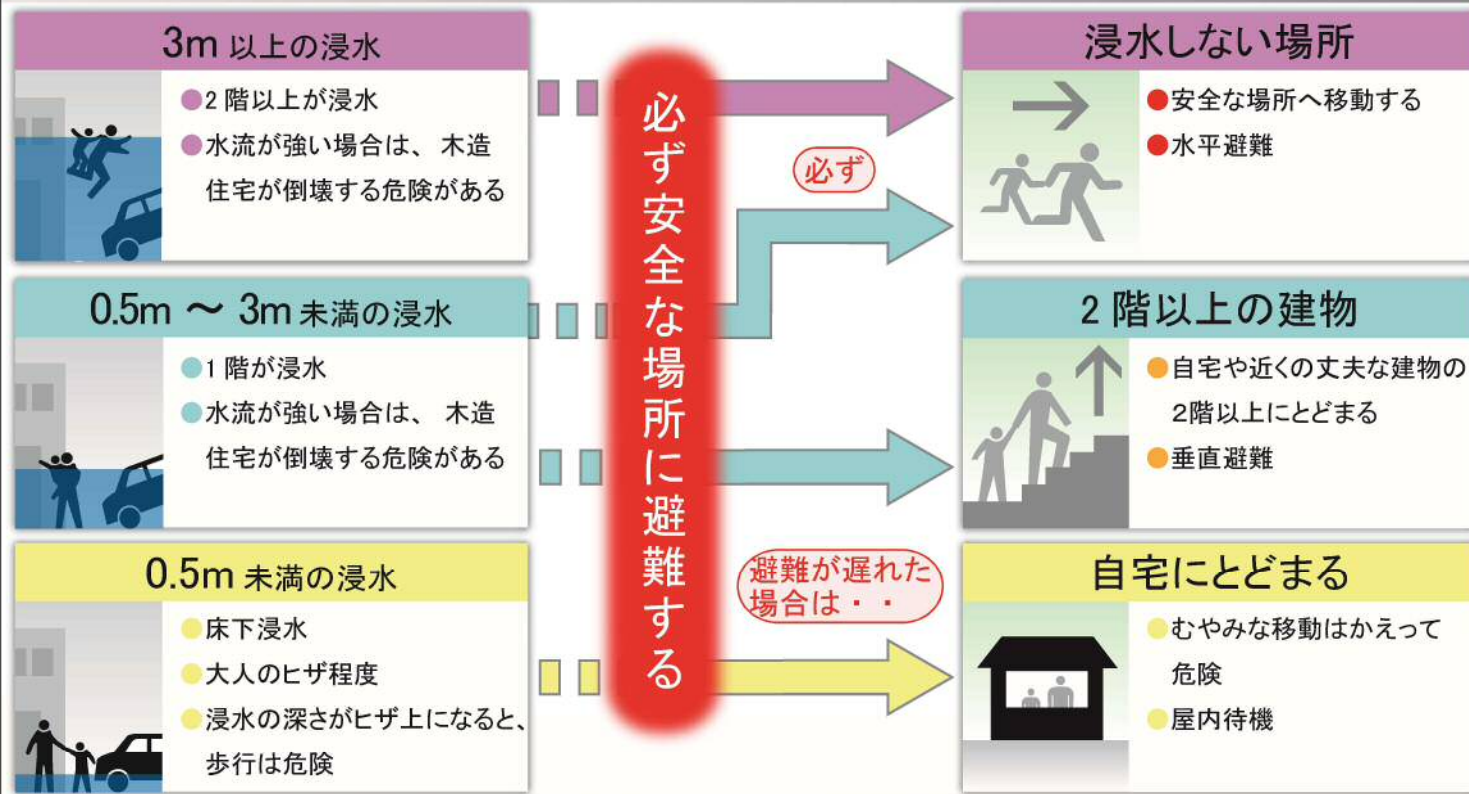 3m 以上の浸水
●2 階以上が浸水
●水流が強い場合は、 木造
住宅が倒壊する危険がある
0.5m ～ 3m 未満の浸水
●1 階が浸水
●水流が強い場合は、 木造
住宅が倒壊する危険がある
0.5m 未満の浸水
●床下浸水
●大人のヒザ程度
●浸水の深さがヒザ上になると、
歩行は危険
必ず安全な場所に避難する
必ず
避難が遅れた
場合は・・
浸水しない場所
●安全な場所へ移動する
●水平避難
2 階以上の建物
●自宅や近くの丈夫な建物の
2階以上にとどまる
●垂直避難
自宅にとどまる
●むやみな移動はかえって
危険
●屋内待機